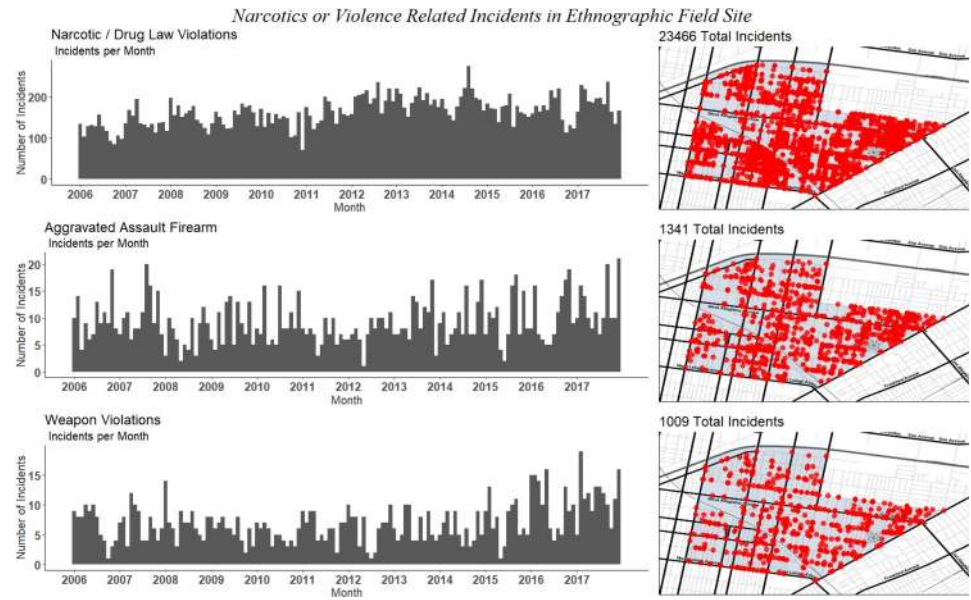 Narcotics or Violence Related Incidents in Ethnographic Field Site
Narcotic / Drug Law Violations
Incidents per Month
Number of Incidents
200
100
0
2006 2007 2008 2009 2010 2011 2012 2013 2014 2015 2016 2017
Month
23466 Total Incidents
Aggravated Assault Firearm
Incidents per Month
Number of Incidents
20
15
10
5
0
2006 2007 2008 2009 2010 2011 2012 2013 2014 2015 2016 2017
Month
1341 Total Incidents
Weapon Violations
Incidents per Month
Number of Incidents
15
10
5
0
2006 2007 2008 2009 2010 2011 2012 2013 2014 2015 2016 2017
Month
1009 Total Incidents